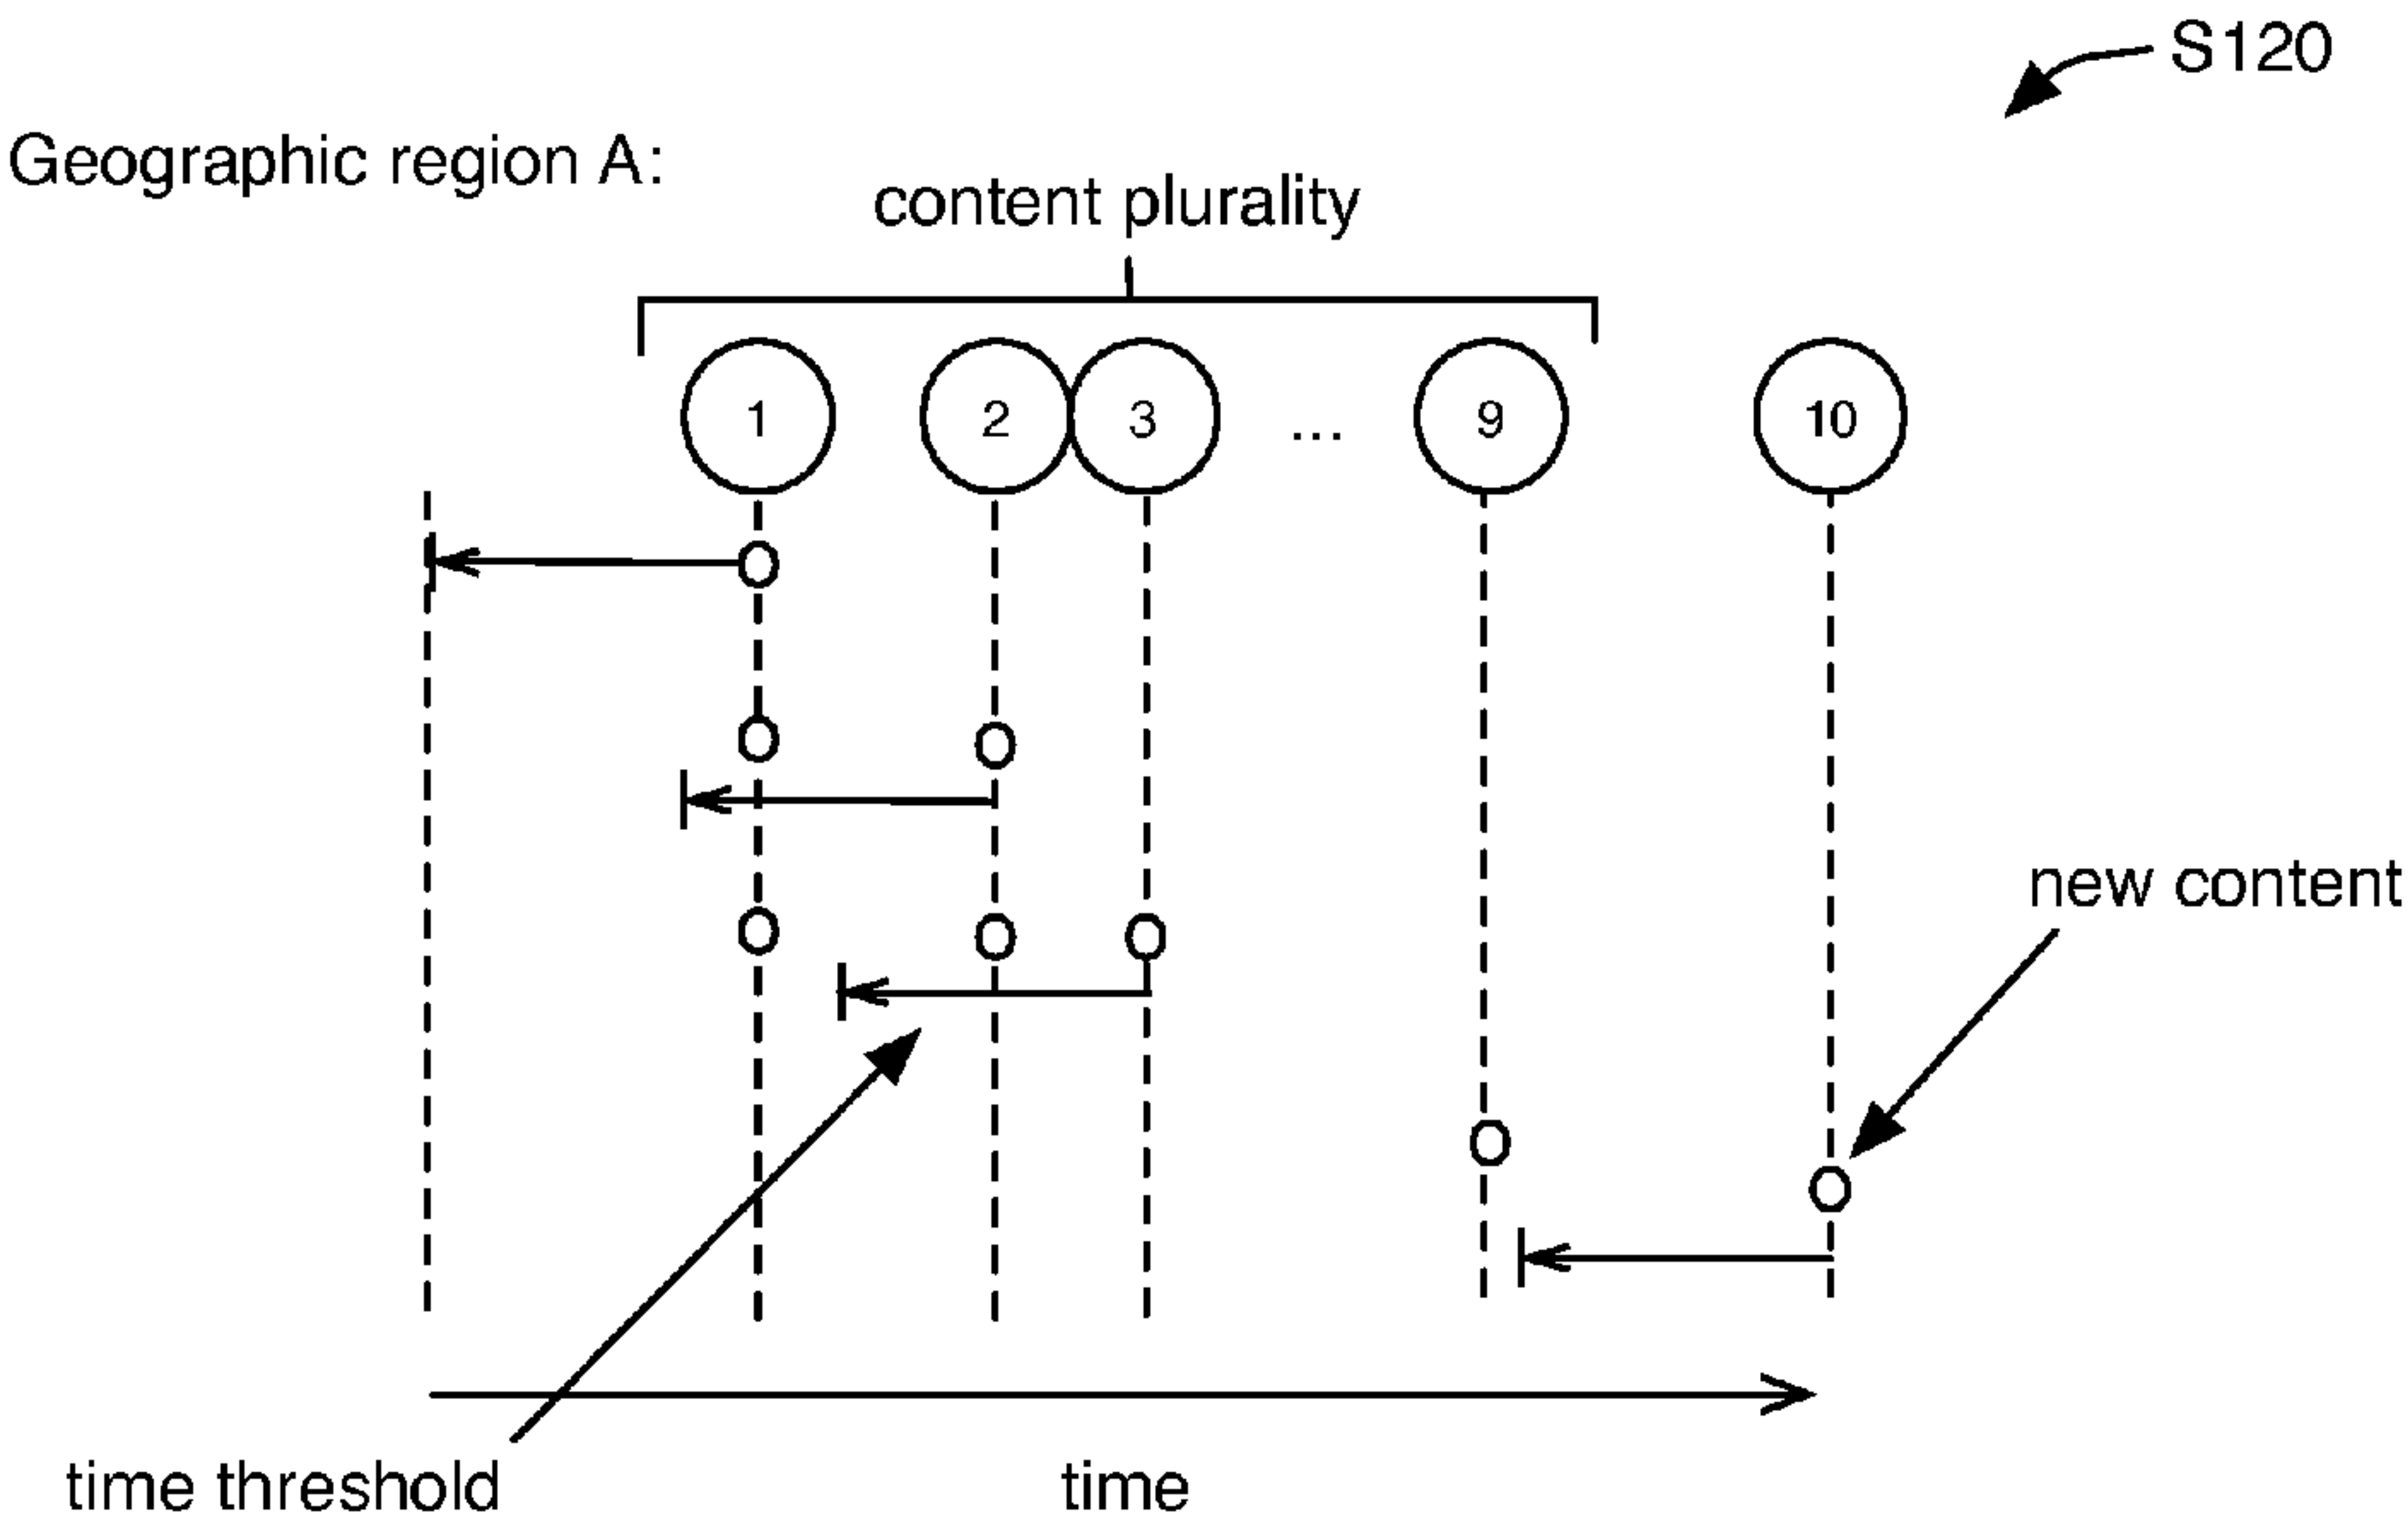 S120
Geographic region A:
content plurality
1 2 3 ... 9 10
new content
time threshold
time